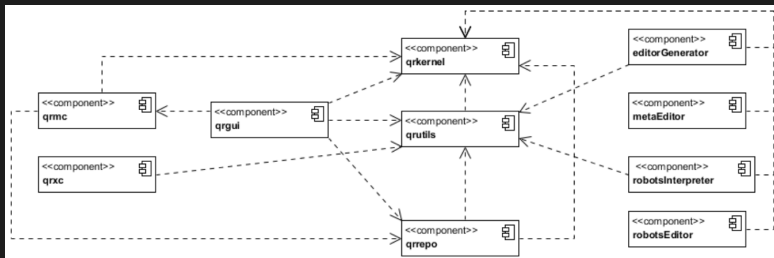 <<component>>
qrkernel
<<component>>
editorGenerator
<<component>>
qrmc
<<component>>
qrgui
<<component>>
qrutils
<<component>>
metaEditor
<<component>>
qrxc
<<component>>
robotsInterpreter
<<component>>
qrrepo
<<component>>
robotsEditor